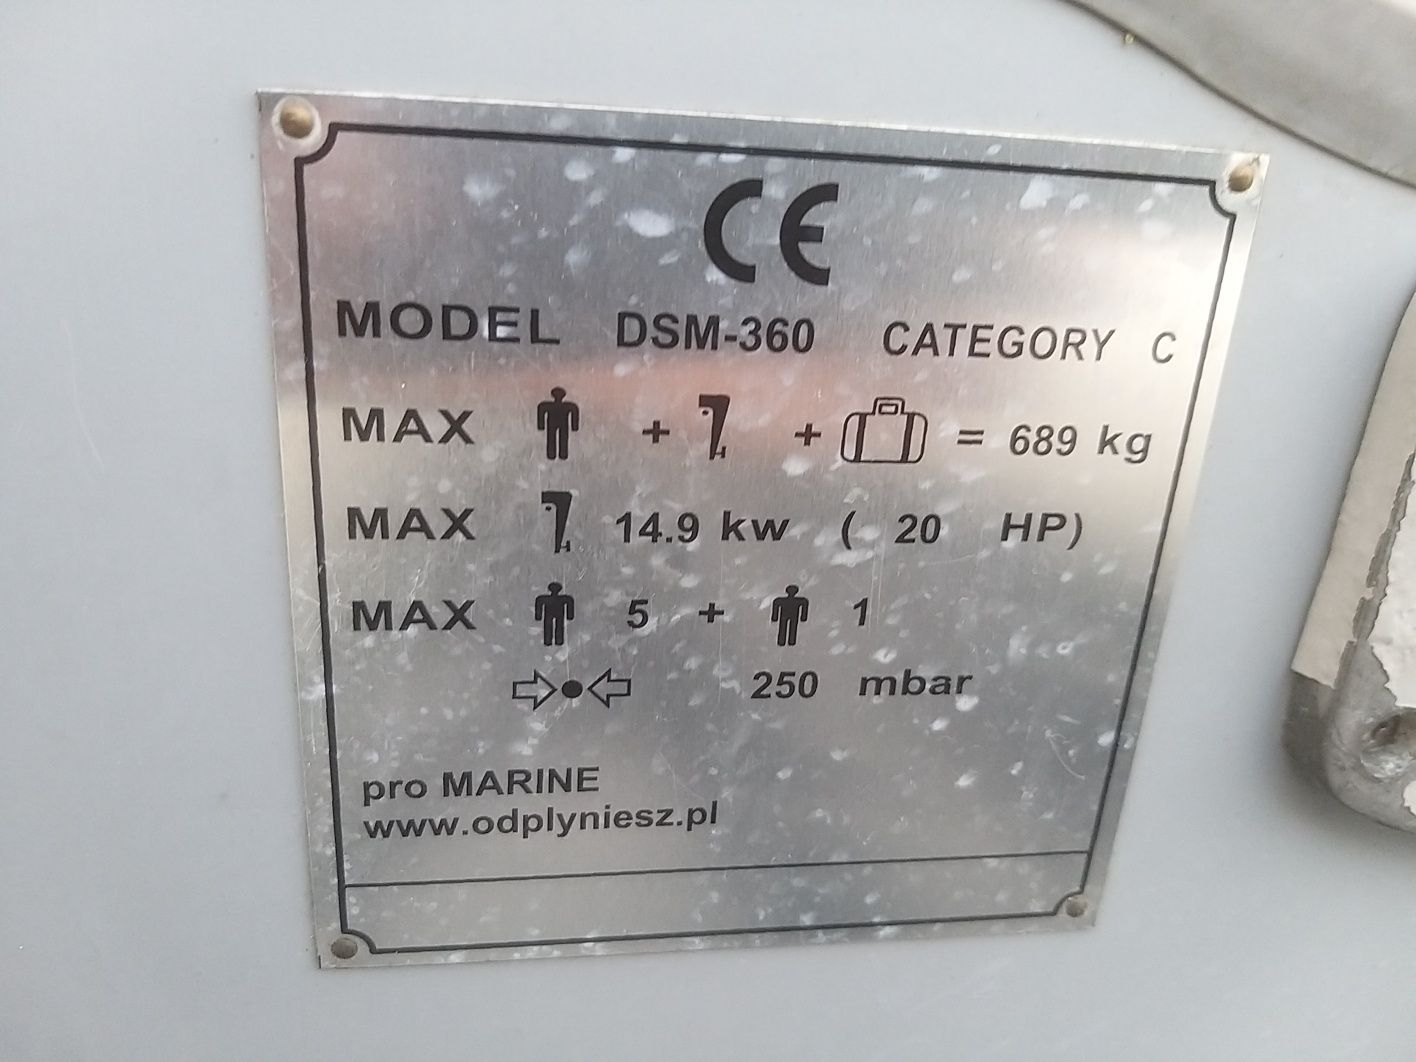 CE
MODEL DSM-360 CATEGORY C
MAX + + = 689 kg
MAX 14.9 kw ( 20 HP)
MAX 5 + 1
250 mbar
pro MARINE
www.odplyniesz.pl